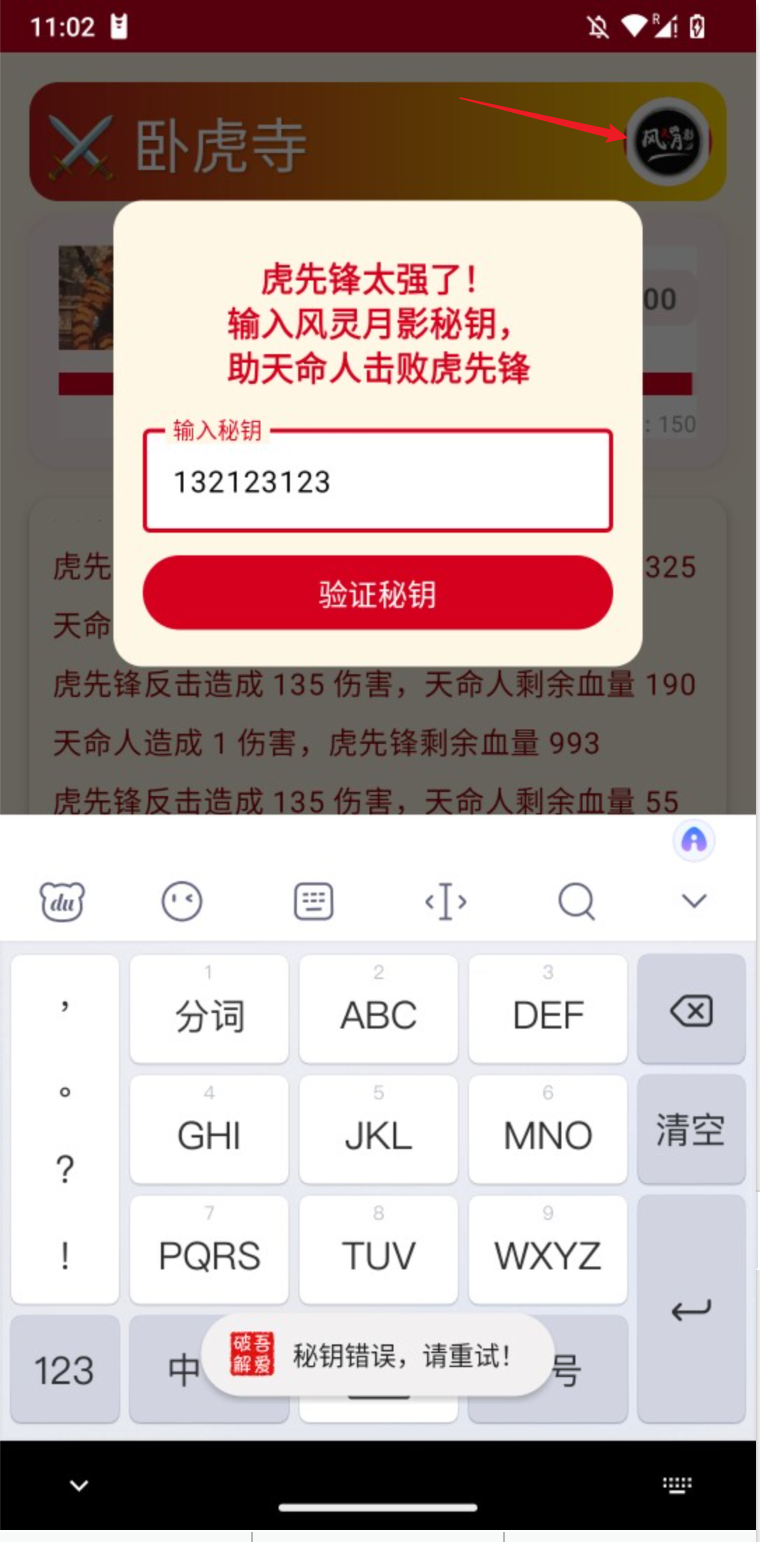 11:02
R
卧虎寺
风灵月影
虎先锋太强了！
输入风灵月影秘钥，
助天命人击败虎先锋
00
: 150
输入秘钥
132123123
验证秘钥
虎先
325
天命
虎先锋反击造成 135 伤害，天命人剩余血量 190
天命人造成 1 伤害，虎先锋剩余血量 993
虎先锋反击造成 135 伤害，天命人剩余血量 55
du
，
。
?
!
1
分词
2
ABC
3
DEF
4
GHI
5
JKL
6
MNO
清空
7
PQRS
8
TUV
9
WXYZ
123
中
号
吾爱破解
秘钥错误，请重试！